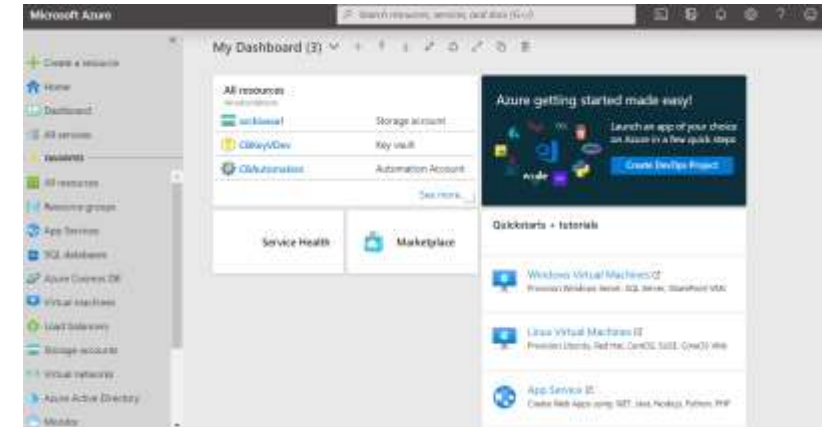 Microsoft Azure
Search resources, services, and docs (G+/)
Create a resource
Home
Dashboard
All services
FAVORITES
All resources
Resource groups
App Services
SQL databases
Azure Cosmos DB
Virtual machines
Load balancers
Storage accounts
Virtual networks
Azure Active Directory
Monitor
My Dashboard (3)
All resources
All subscriptions
Storage account
CBKeyVDev
Key vault
CBAutomation
Automation Account
See more...
Service Health
Marketplace
Azure getting started made easy!
Launch an app of your choice
on Azure in a few quick steps
Create DevOps Project
node
Quickstarts + tutorials
Windows Virtual Machines
Provision Windows Server, SQL Server, SharePoint VMs
Linux Virtual Machines
Provision Ubuntu, Red Hat, CentOS, SUSE, CoreOS VMs
App Service
Create Web Apps using .NET, Java, Node.js, Python, PHP